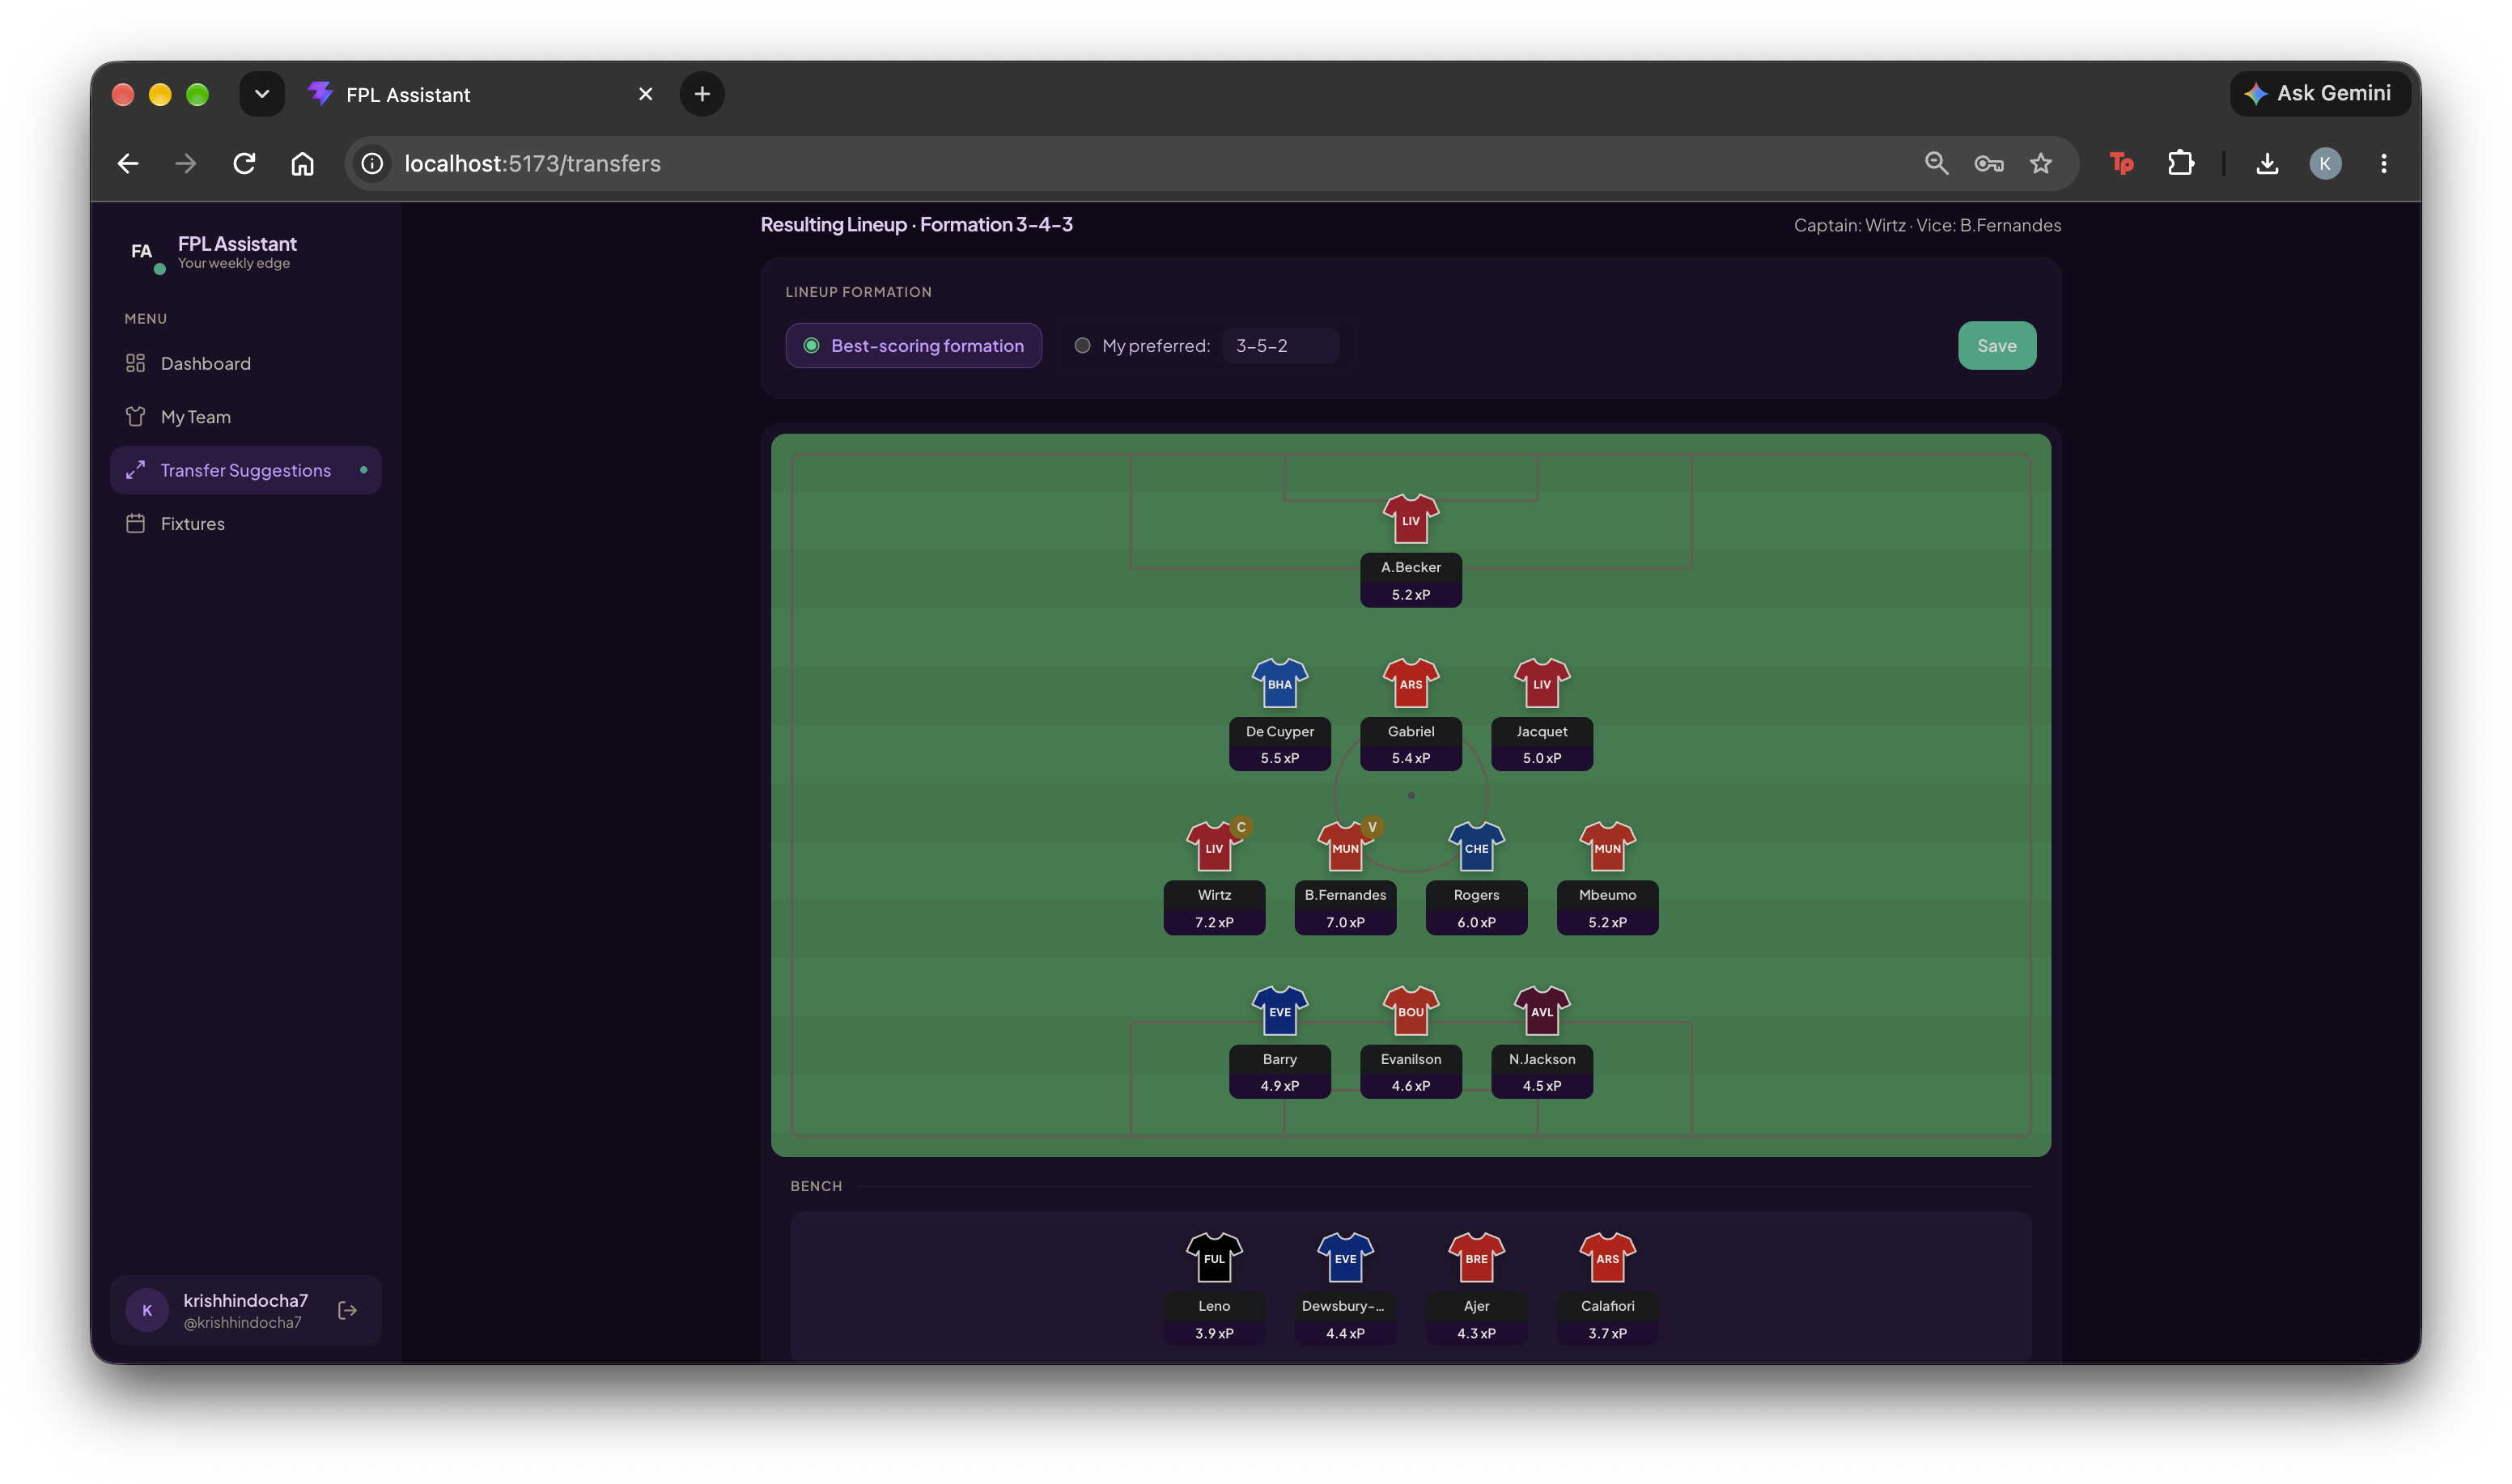 FPL Assistant
Ask Gemini
localhost:5173/transfers
Tp
K
FA
FPL Assistant
Your weekly edge
MENU
Dashboard
My Team
Transfer Suggestions
Fixtures
K
krishhindocha7
@krishhindocha7
Resulting Lineup · Formation 3-4-3
Captain: Wirtz · Vice: B.Fernandes
LINEUP FORMATION
Best-scoring formation
My preferred:
3-5-2
Save
LIV
A.Becker
5.2 xP
BHA
De Cuyper
5.5 xP
ARS
Gabriel
5.4 xP
LIV
Jacquet
5.0 xP
C
LIV
Wirtz
7.2 xP
V
MUN
B.Fernandes
7.0 xP
CHE
Rogers
6.0 xP
MUN
Mbeumo
5.2 xP
EVE
Barry
4.9 xP
BOU
Evanilson
4.6 xP
AVL
N.Jackson
4.5 xP
BENCH
FUL
Leno
3.9 xP
EVE
Dewsbury-...
4.4 xP
BRE
Ajer
4.3 xP
ARS
Calafiori
3.7 xP